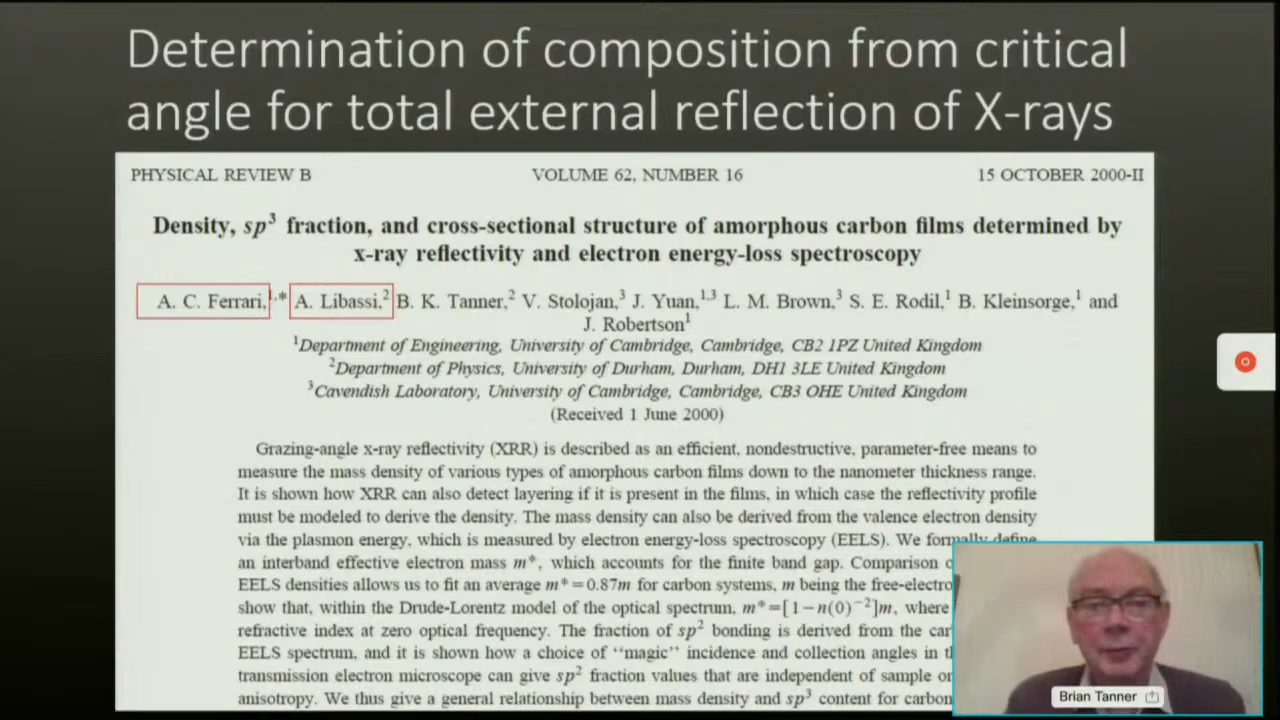 Determination of composition from critical
angle for total external reflection of X-rays
PHYSICAL REVIEW B VOLUME 62, NUMBER 16 15 OCTOBER 2000-II
Density, sp³ fraction, and cross-sectional structure of amorphous carbon films determined by
x-ray reflectivity and electron energy-loss spectroscopy
A. C. Ferrari,¹,* A. Libassi,² B. K. Tanner,² V. Stolojan,³ J. Yuan,¹,³ L. M. Brown,³ S. E. Rodil,¹ B. Kleinsorge,¹ and
J. Robertson¹
¹Department of Engineering, University of Cambridge, Cambridge, CB2 1PZ United Kingdom
²Department of Physics, University of Durham, Durham, DH1 3LE United Kingdom
³Cavendish Laboratory, University of Cambridge, Cambridge, CB3 OHE United Kingdom
(Received 1 June 2000)
Grazing-angle x-ray reflectivity (XRR) is described as an efficient, nondestructive, parameter-free means to
measure the mass density of various types of amorphous carbon films down to the nanometer thickness range.
It is shown how XRR can also detect layering if it is present in the films, in which case the reflectivity profile
must be modeled to derive the density. The mass density can also be derived from the valence electron density
via the plasmon energy, which is measured by electron energy-loss spectroscopy (EELS). We formally define
an interband effective electron mass m*, which accounts for the finite band gap. Comparison
EELS densities allows us to fit an average m*=0.87m for carbon systems, m being the free-electro
show that, within the Drude-Lorentz model of the optical spectrum, m*=[1−n(0)⁻²]m, where
refractive index at zero optical frequency. The fraction of sp² bonding is derived from the car
EELS spectrum, and it is shown how a choice of ‘‘magic’’ incidence and collection angles in th
transmission electron microscope can give sp² fraction values that are independent of sample or
anisotropy. We thus give a general relationship between mass density and sp³ content for carbon
Brian Tanner